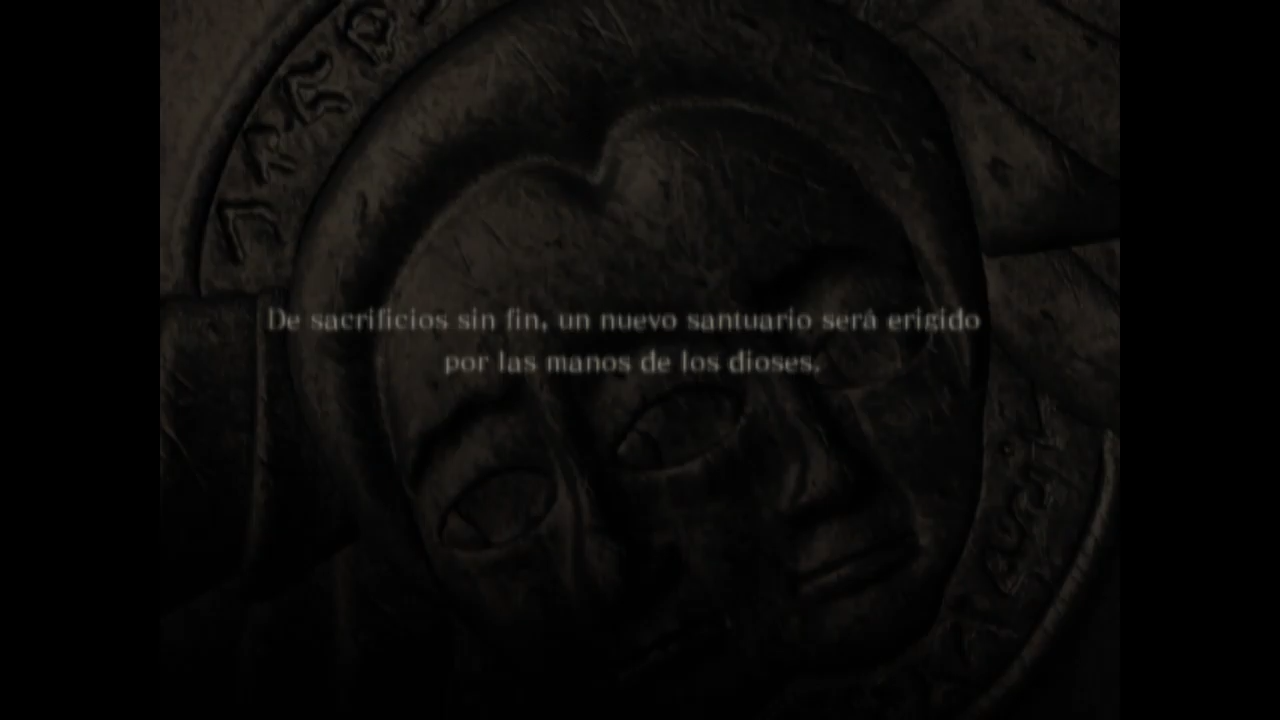 De sacrificios sin fin, un nuevo santuario será erigido
por las manos de los dioses.